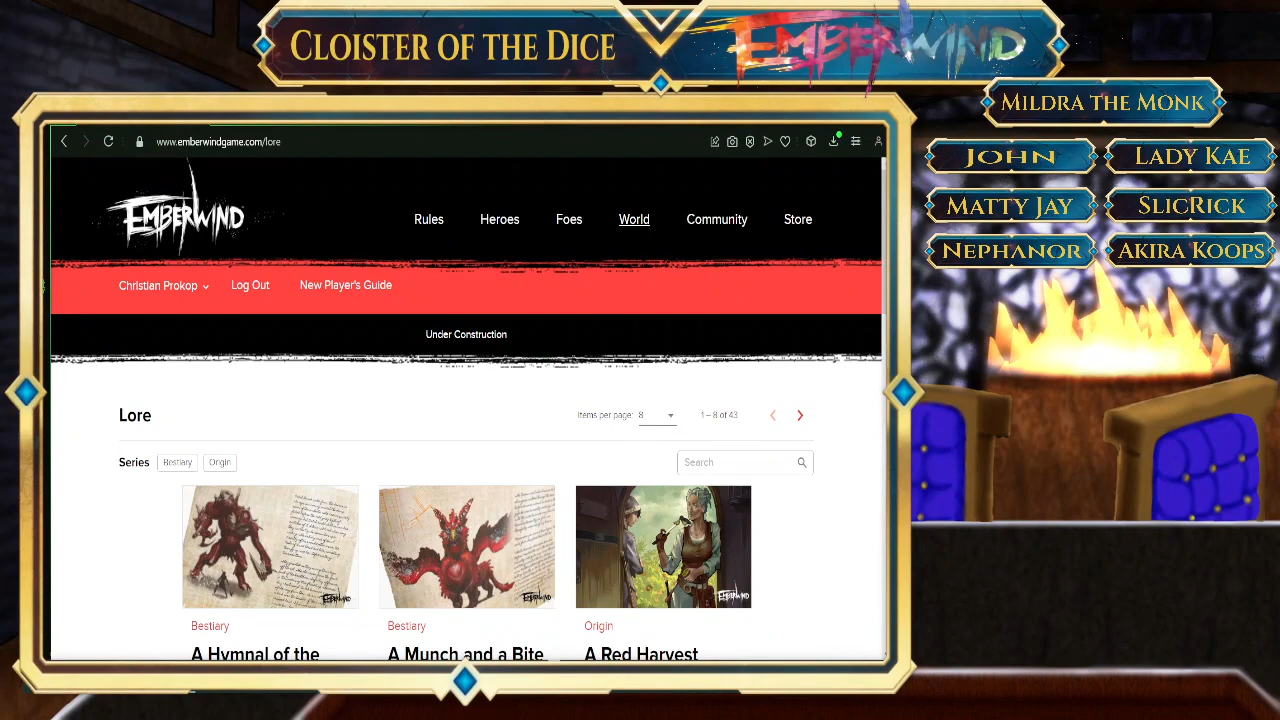 Cloister of the Dice
EMBERWIND
Mildra the Monk
John
Lady Kae
Matty Jay
SlicRick
Nephanor
Akira Koops
www.emberwindgame.com/lore
EMBERWIND
Rules
Heroes
Foes
World
Community
Store
Christian Prokop
Log Out
New Player's Guide
Under Construction
Lore
Items per page: 8
1 – 8 of 43
Series
Bestiary
Origin
Search
EMBERWIND
EMBERWIND
EMBERWIND
Bestiary
Bestiary
Origin
A Hymnal of the
A Munch and a Bite
A Red Harvest